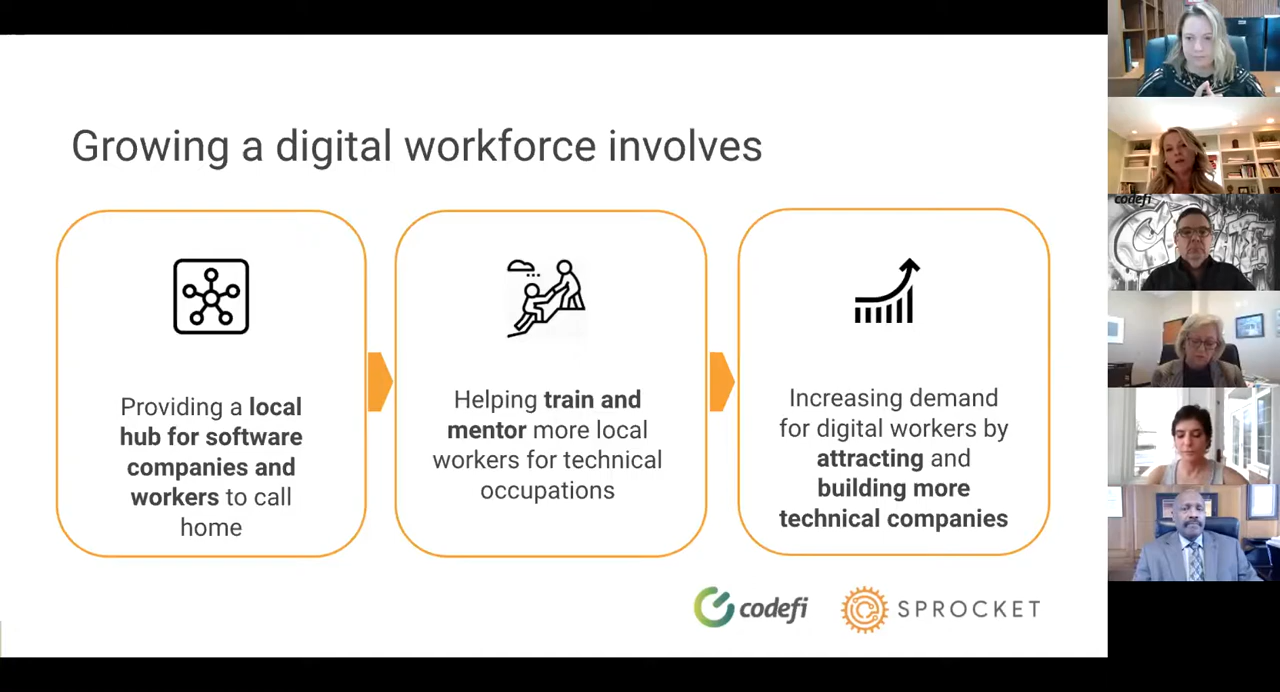 Growing a digital workforce involves
Providing a local
hub for software
companies and
workers to call
home
Helping train and
mentor more local
workers for technical
occupations
Increasing demand
for digital workers by
attracting and
building more
technical companies
codefi
SPROCKET
codefi